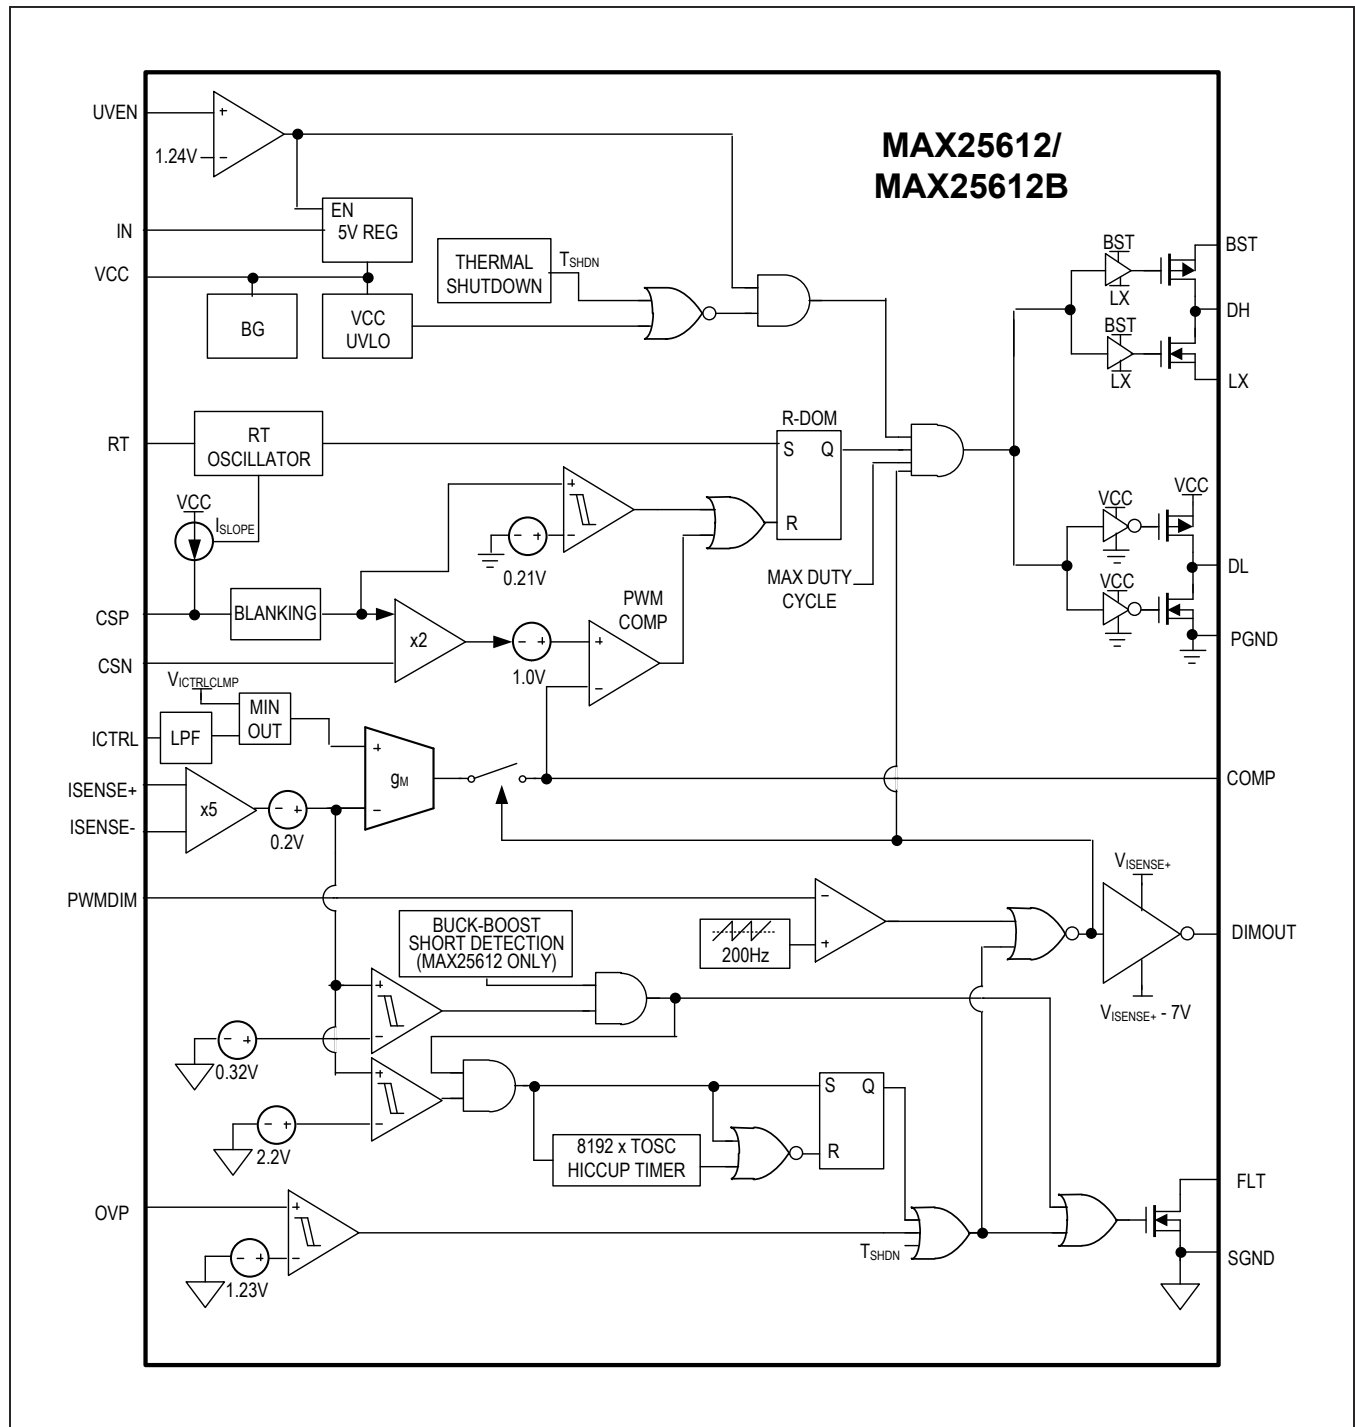 MAX25612/
MAX25612B
UVEN
+
1.24V
−
EN
5V REG
IN
VCC
BG
VCC
UVLO
THERMAL
SHUTDOWN
TSHDN
BST
LX
BST
LX
BST
DH
LX
RT
RT
OSCILLATOR
R-DOM
S Q
R
VCC
ISLOPE
+
−
- +
0.21V
MAX DUTY
CYCLE
VCC
VCC
VCC
DL
PGND
CSP
BLANKING
x2
CSN
- +
1.0V
PWM
COMP
+
−
VICTRLCLMP
MIN
OUT
ICTRL
LPF
+
gM
−
COMP
ISENSE+
ISENSE-
x5
- +
0.2V
PWMDIM
−
+
200Hz
VISENSE+
DIMOUT
VISENSE+ - 7V
BUCK-BOOST
SHORT DETECTION
(MAX25612 ONLY)
+
−
- +
0.32V
+
−
- +
2.2V
8192 x TOSC
HICCUP TIMER
S Q
R
OVP
+
−
- +
1.23V
TSHDN
FLT
SGND